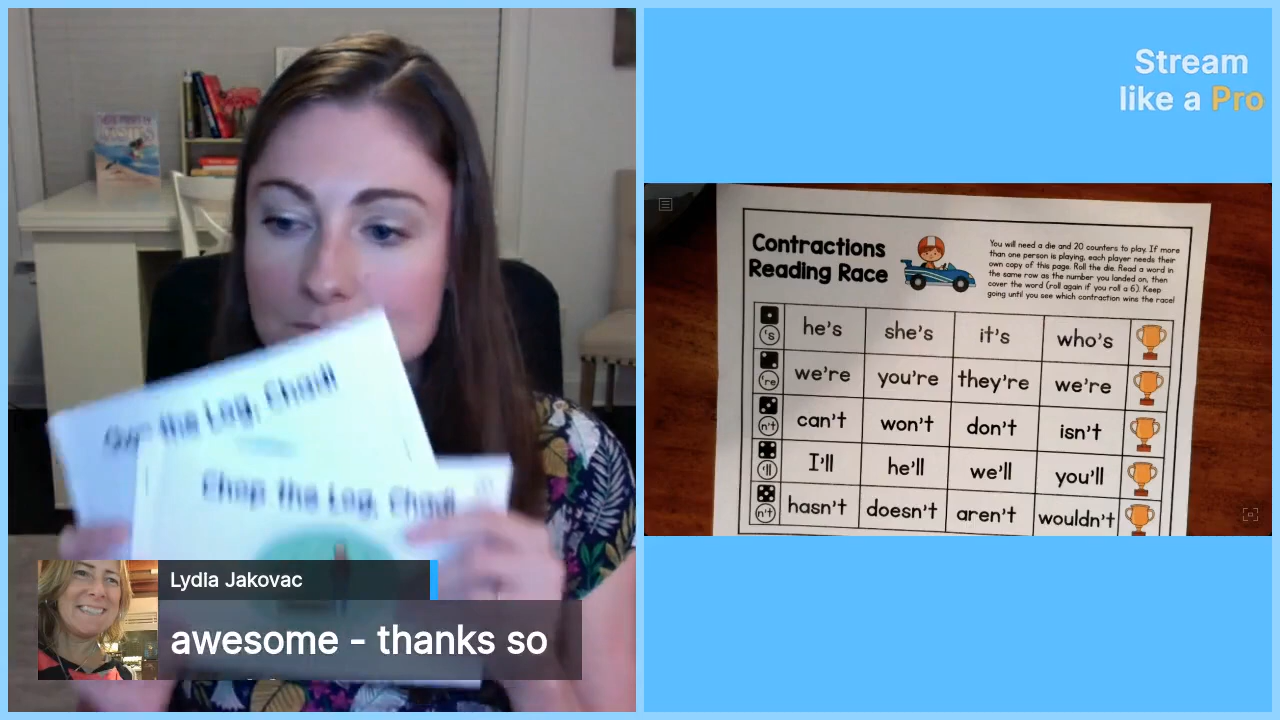 Stream
like a Pro
the Log, Chad!
Chop the Log, Chad!
Lydia Jakovac
awesome - thanks so
Contractions
Reading Race
You will need a die and 20 counters to play. If more
than one person is playing, each player needs their
own copy of this page. Roll the die. Read a word in
the same row as the number you landed on, then
cover the word (roll again if you roll a 6). Keep
going until you see which contraction wins the race!
's he's she's it's who's
're we're you're they're we're
n't can't won't don't isn't
'll I'll he'll we'll you'll
n't hasn't doesn't aren't wouldn't